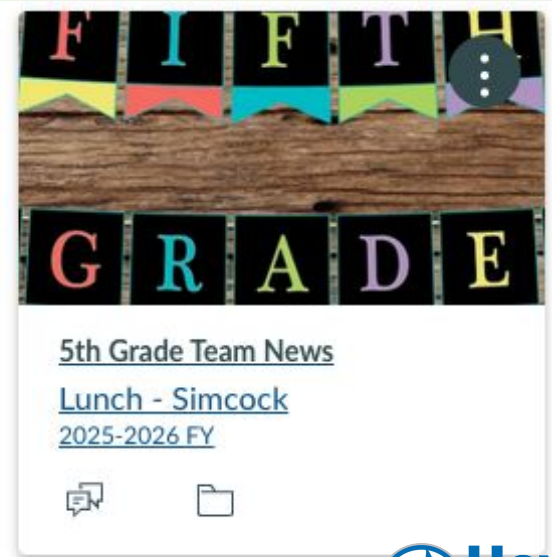 FIFTH
GRADE
5th Grade Team News
Lunch - Simcock
2025-2026 FY